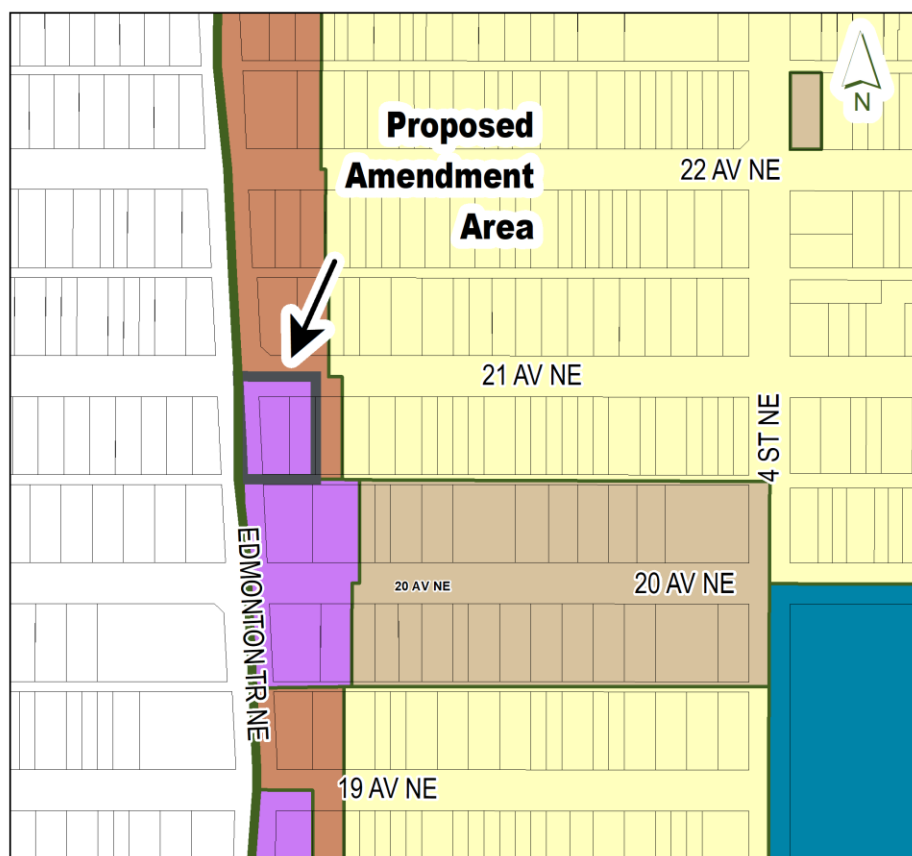 N
Proposed
Amendment
Area
22 AV NE
21 AV NE
4 ST NE
EDMONTON TR NE
20 AV NE
20 AV NE
19 AV NE